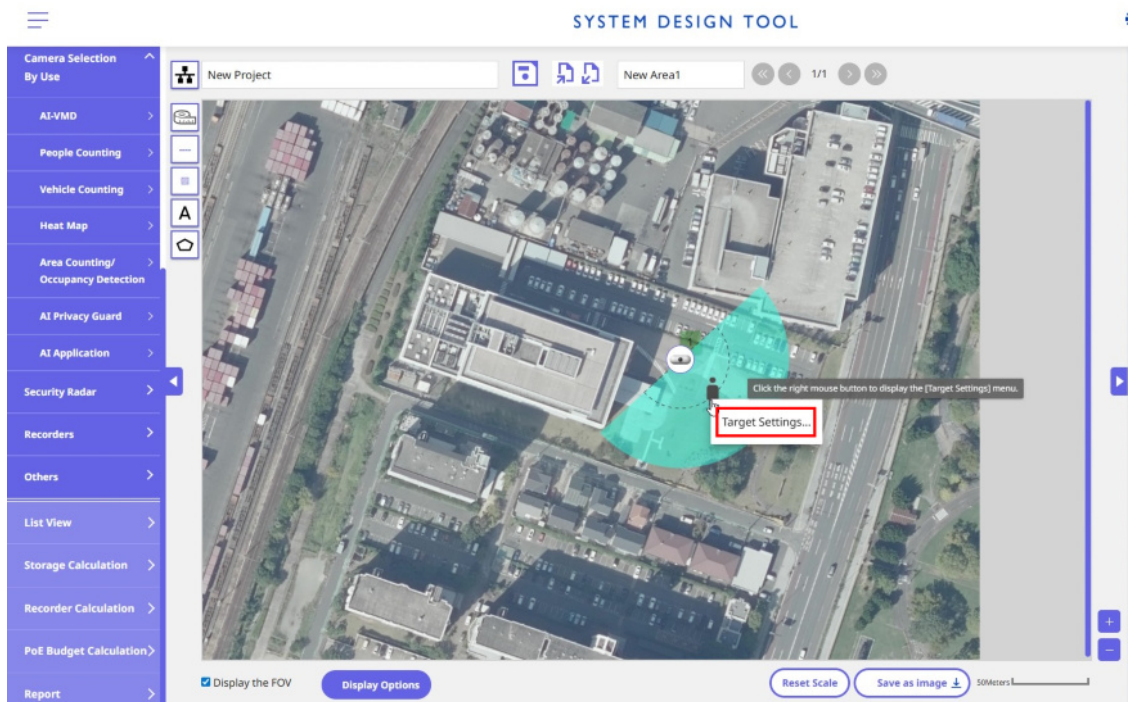 SYSTEM DESIGN TOOL
Camera Selection
By Use
AI-VMD
People Counting
Vehicle Counting
Heat Map
Area Counting/
Occupancy Detection
AI Privacy Guard
AI Application
Security Radar
Recorders
Others
List View
Storage Calculation
Recorder Calculation
PoE Budget Calculation
Report
New Project
New Area1
1/1
A
Click the right mouse button to display the [Target Settings] menu.
Target Settings...
Display the FOV
Display Options
Reset Scale
Save as image
50Meters